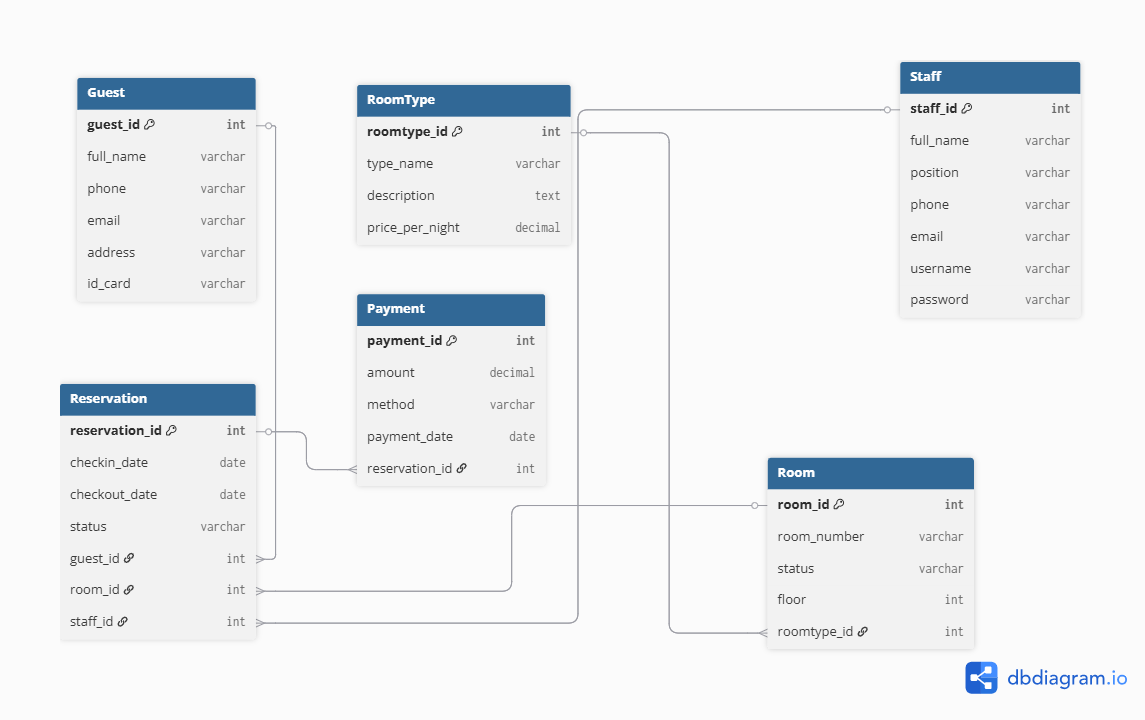 Guest
guest_id int
full_name varchar
phone varchar
email varchar
address varchar
id_card varchar
RoomType
roomtype_id int
type_name varchar
description text
price_per_night decimal
Staff
staff_id int
full_name varchar
position varchar
phone varchar
email varchar
username varchar
password varchar
Payment
payment_id int
amount decimal
method varchar
payment_date date
reservation_id int
Reservation
reservation_id int
checkin_date date
checkout_date date
status varchar
guest_id int
room_id int
staff_id int
Room
room_id int
room_number varchar
status varchar
floor int
roomtype_id int
dbdiagram.io